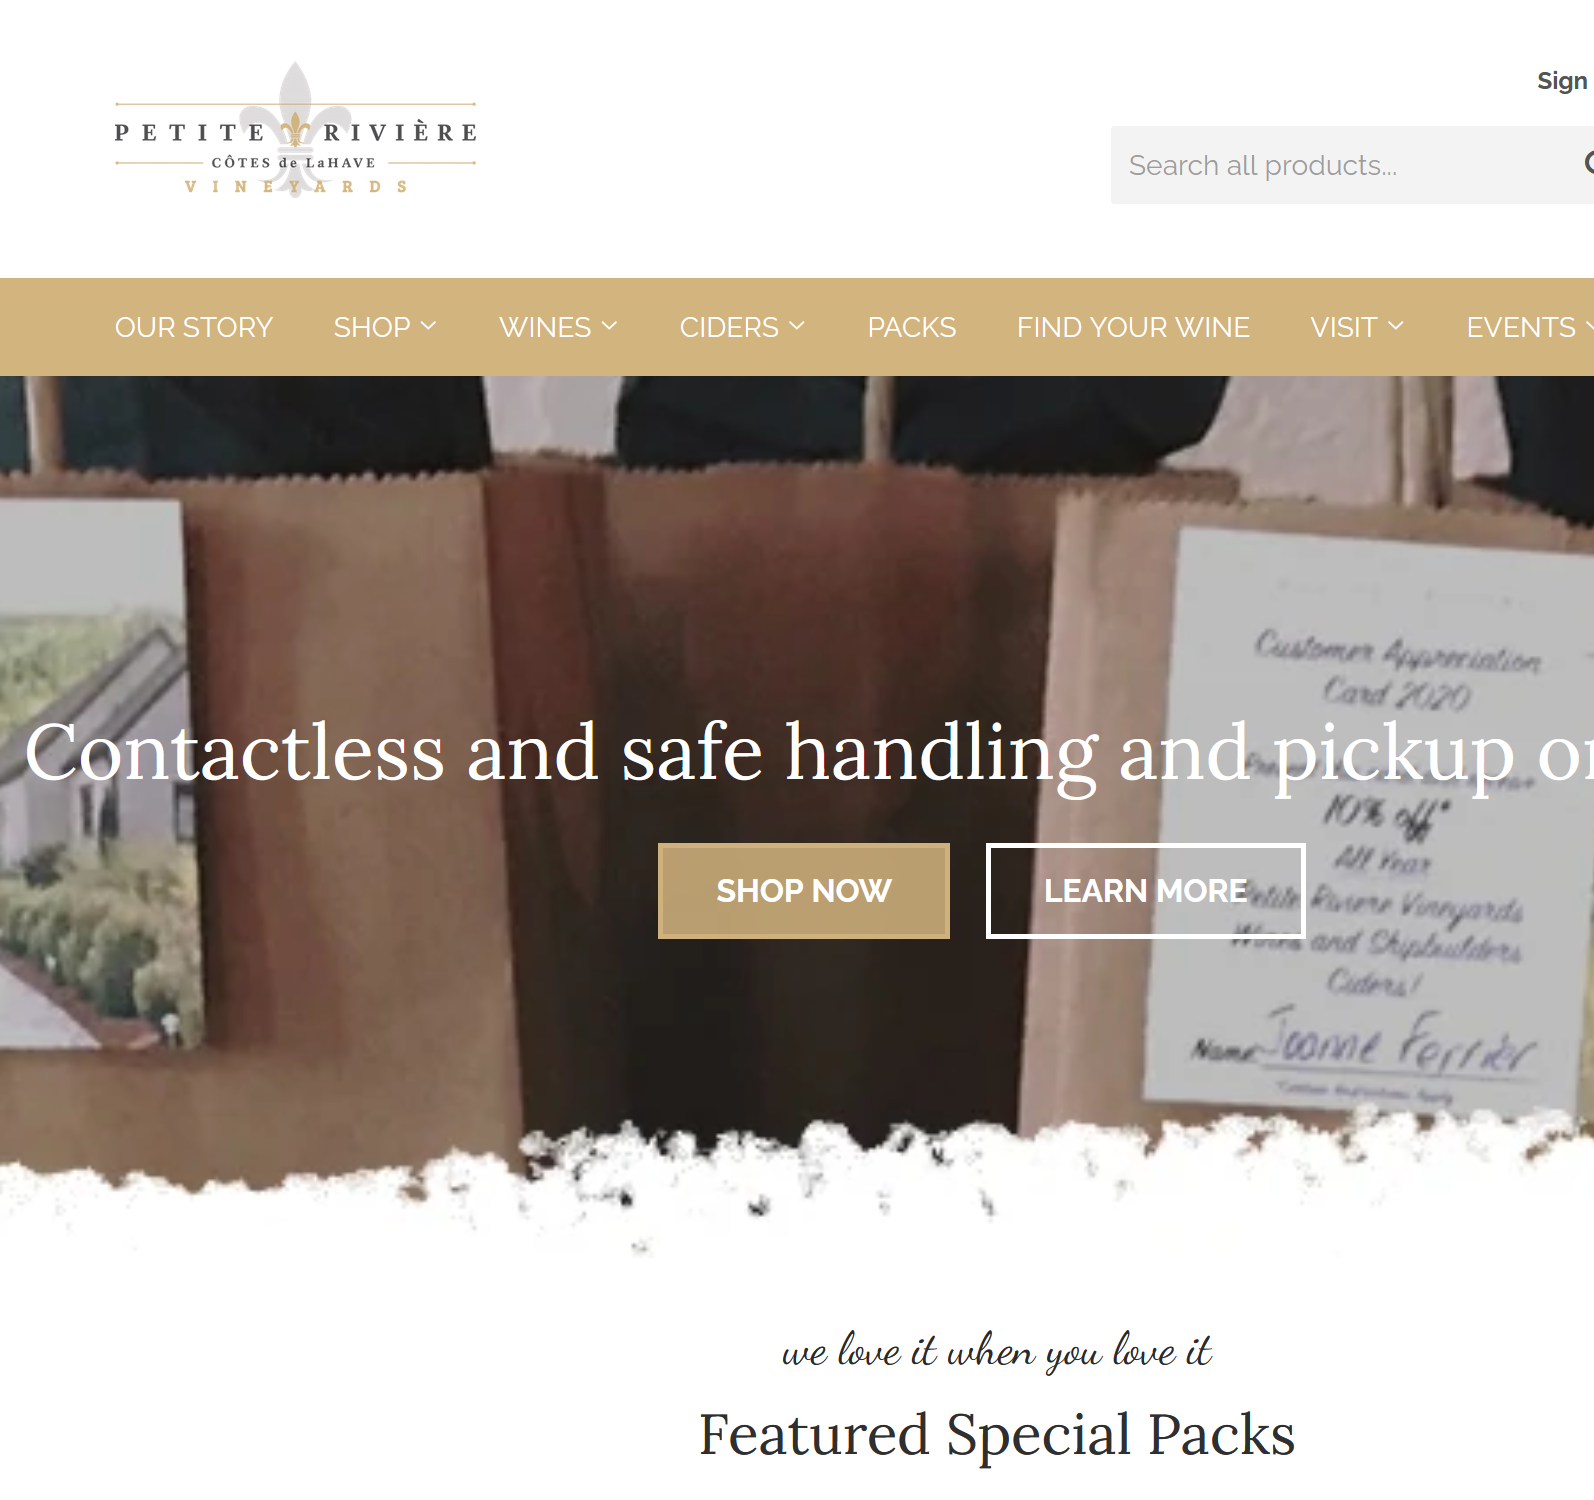 PETITE RIVIÈRE
CÔTES de LaHAVE
VINEYARDS
Sign
Search all products...
OUR STORY SHOP WINES CIDERS PACKS FIND YOUR WINE VISIT EVENTS
Customer Appreciation
Card 2020
Contactless and safe handling and pickup or
10% off*
All Year
SHOP NOW LEARN MORE
Petite Riviere Vineyards
Wines and Shipbuilders
Ciders!
Name Joanne Ferrier
we love it when you love it
Featured Special Packs